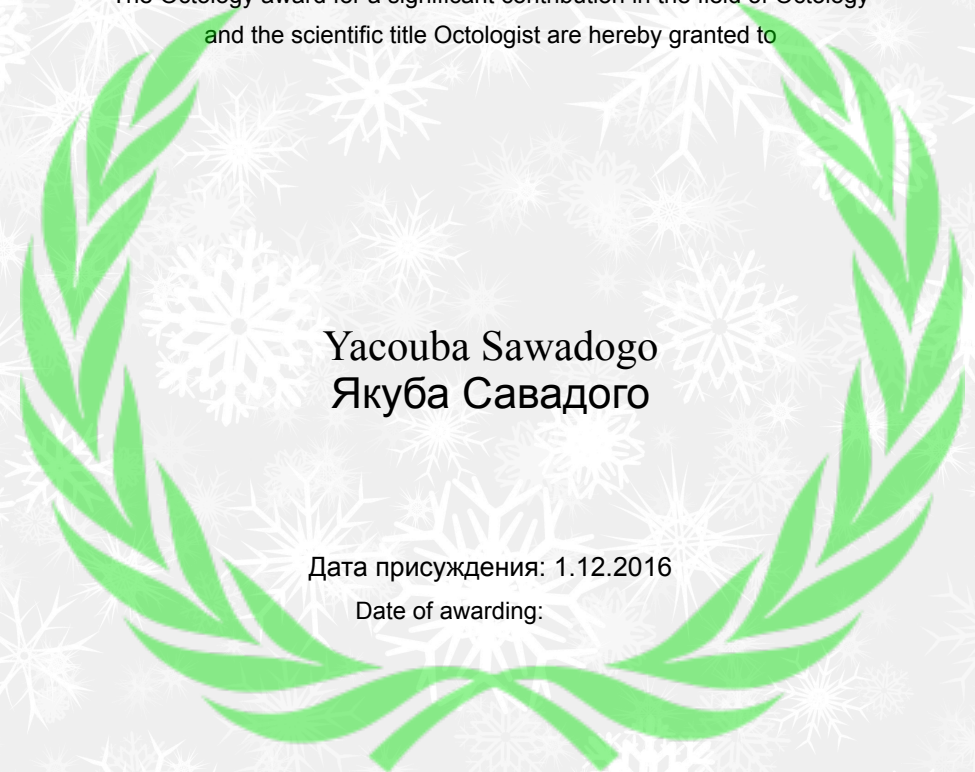 The Octology award for a significant contribution in the field of Octology
and the scientific title Octologist are hereby granted to
Yacouba Sawadogo
Якуба Савадого
Дата присуждения: 1.12.2016
Date of awarding: